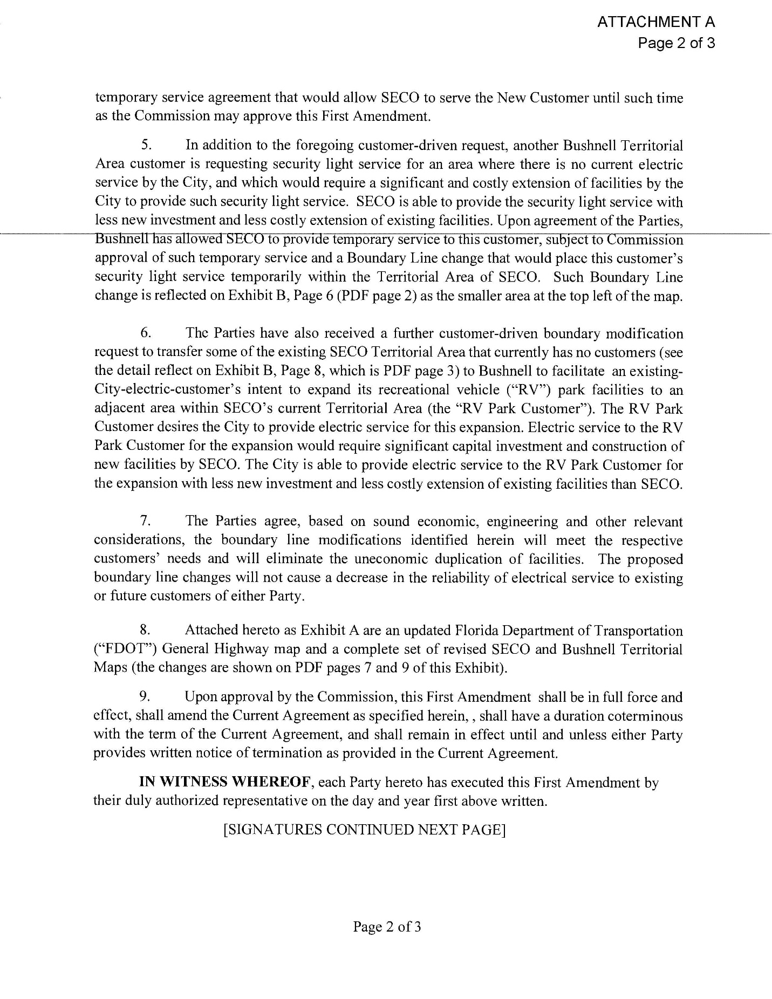 ATTACHMENT A
Page 2 of 3
temporary service agreement that would allow SECO to serve the New Customer until such time
as the Commission may approve this First Amendment.
5. In addition to the foregoing customer-driven request, another Bushnell Territorial
Area customer is requesting security light service for an area where there is no current electric
service by the City, and which would require a significant and costly extension of facilities by the
City to provide such security light service. SECO is able to provide the security light service with
less new investment and less costly extension of existing facilities. Upon agreement of the Parties,
Bushnell has allowed SECO to provide temporary service to this customer, subject to Commission
approval of such temporary service and a Boundary Line change that would place this customer's
security light service temporarily within the Territorial Area of SECO. Such Boundary Line
change is reflected on Exhibit B, Page 6 (PDF page 2) as the smaller area at the top left of the map.
6. The Parties have also received a further customer-driven boundary modification
request to transfer some of the existing SECO Territorial Area that currently has no customers (see
the detail reflect on Exhibit B, Page 8, which is PDF page 3) to Bushnell to facilitate an existing-
City-electric-customer's intent to expand its recreational vehicle ("RV") park facilities to an
adjacent area within SECO's current Territorial Area (the "RV Park Customer"). The RV Park
Customer desires the City to provide electric service for this expansion. Electric service to the RV
Park Customer for the expansion would require significant capital investment and construction of
new facilities by SECO. The City is able to provide electric service to the RV Park Customer for
the expansion with less new investment and less costly extension of existing facilities than SECO.
7. The Parties agree, based on sound economic, engineering and other relevant
considerations, the boundary line modifications identified herein will meet the respective
customers' needs and will eliminate the uneconomic duplication of facilities. The proposed
boundary line changes will not cause a decrease in the reliability of electrical service to existing
or future customers of either Party.
8. Attached hereto as Exhibit A are an updated Florida Department of Transportation
("FDOT") General Highway map and a complete set of revised SECO and Bushnell Territorial
Maps (the changes are shown on PDF pages 7 and 9 of this Exhibit).
9. Upon approval by the Commission, this First Amendment shall be in full force and
effect, shall amend the Current Agreement as specified herein, , shall have a duration coterminous
with the term of the Current Agreement, and shall remain in effect until and unless either Party
provides written notice of termination as provided in the Current Agreement.
IN WITNESS WHEREOF, each Party hereto has executed this First Amendment by
their duly authorized representative on the day and year first above written.
[SIGNATURES CONTINUED NEXT PAGE]
Page 2 of 3